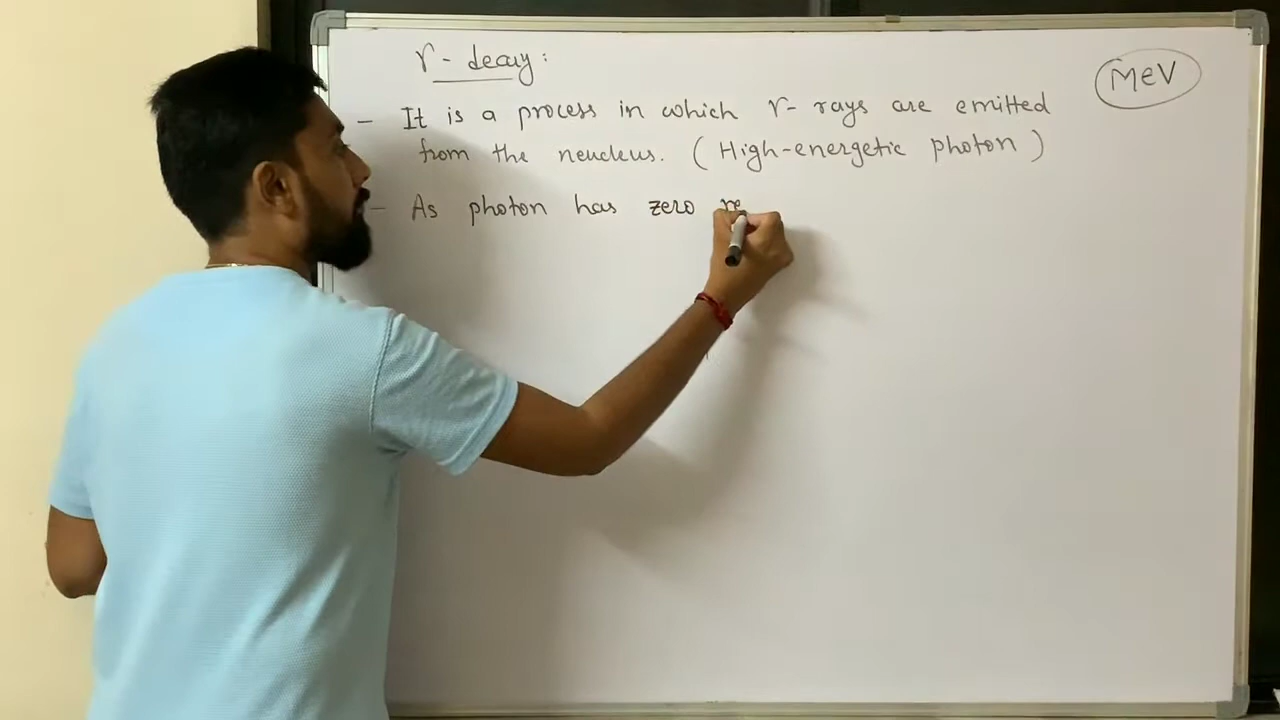 γ - decay :
MeV
- It is a process in which γ- rays are emitted
from the neucleus. ( High-energetic photon )
- As photon has zero re